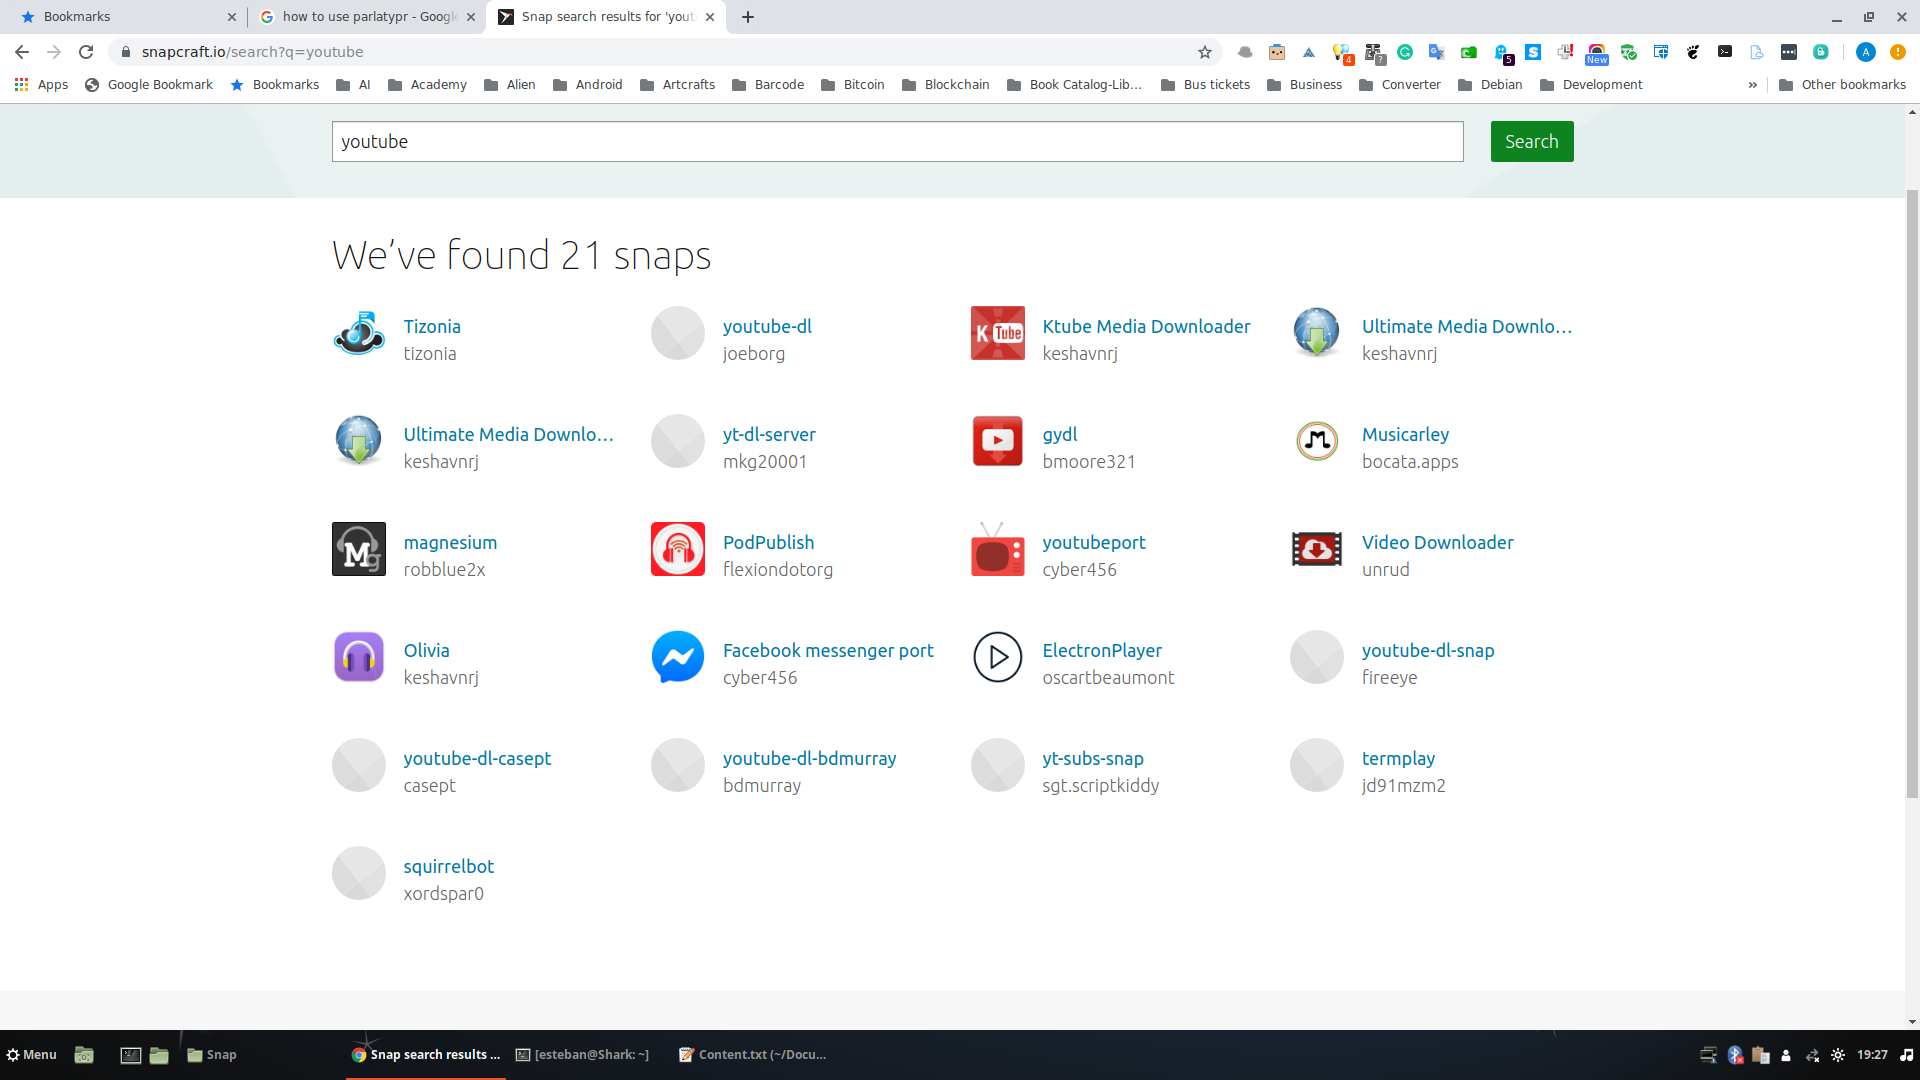 Bookmarks
how to use parlatypr - Google
Snap search results for 'yout
snapcraft.io/search?q=youtube
4
?
5
New
A
Apps
Google Bookmark
Bookmarks
AI
Academy
Alien
Android
Artcrafts
Barcode
Bitcoin
Blockchain
Book Catalog-Lib...
Bus tickets
Business
Converter
Debian
Development
»
Other bookmarks
youtube
Search
We've found 21 snaps
Tizonia
tizonia
youtube-dl
joeborg
K Tube
Ktube Media Downloader
keshavnrj
Ultimate Media Downlo...
keshavnrj
Ultimate Media Downlo...
keshavnrj
yt-dl-server
mkg20001
gydl
bmoore321
Musicarley
bocata.apps
Mg
magnesium
robblue2x
PodPublish
flexiondotorg
youtubeport
cyber456
Video Downloader
unrud
Olivia
keshavnrj
Facebook messenger port
cyber456
ElectronPlayer
oscartbeaumont
youtube-dl-snap
fireeye
youtube-dl-casept
casept
youtube-dl-bdmurray
bdmurray
yt-subs-snap
sgt.scriptkiddy
termplay
jd91mzm2
squirrelbot
xordspar0
Menu
Snap
Snap search results ...
[esteban@Shark: ~]
Content.txt (~/Docu...
19:27